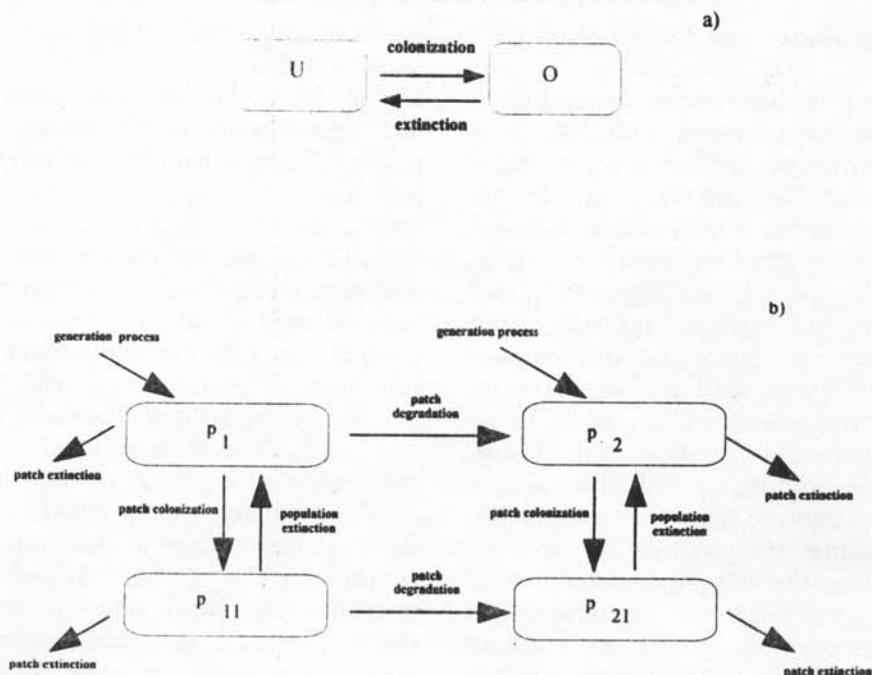 a)
colonization
U
O
extinction
b)
generation process
generation process
patch
degradation
P 1
P 2
patch extinction
patch extinction
patch colonization
population
extinction
patch colonization
population
extinction
patch
degradation
P 11
P 21
patch extinction
patch extinction